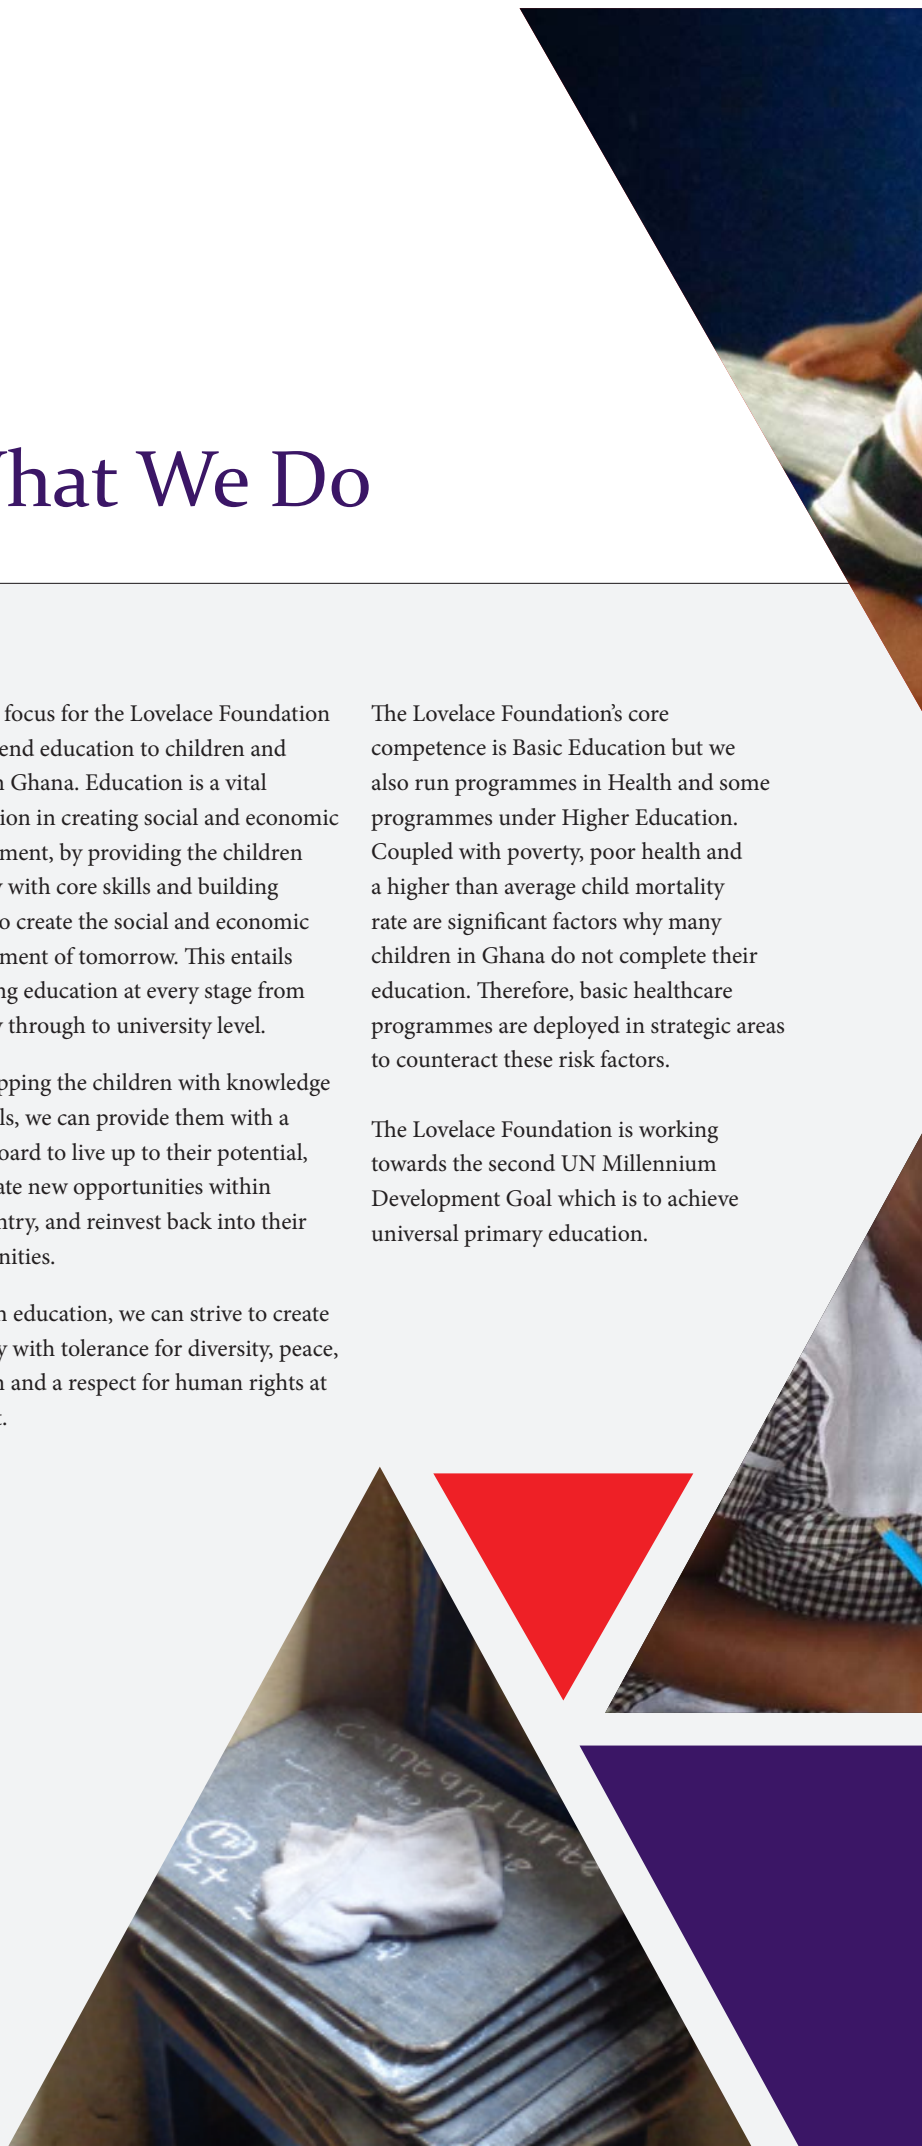 hat We Do
focus for the Lovelace Foundation
end education to children and
n Ghana. Education is a vital
ion in creating social and economic
ment, by providing the children
y with core skills and building
o create the social and economic
ment of tomorrow. This entails
ng education at every stage from
y through to university level.
pping the children with knowledge
ls, we can provide them with a
oard to live up to their potential,
ate new opportunities within
ntry, and reinvest back into their
nities.
n education, we can strive to create
y with tolerance for diversity, peace,
n and a respect for human rights at
t.
The Lovelace Foundation’s core
competence is Basic Education but we
also run programmes in Health and some
programmes under Higher Education.
Coupled with poverty, poor health and
a higher than average child mortality
rate are significant factors why many
children in Ghana do not complete their
education. Therefore, basic healthcare
programmes are deployed in strategic areas
to counteract these risk factors.
The Lovelace Foundation is working
towards the second UN Millennium
Development Goal which is to achieve
universal primary education.
Count and write
the
2+